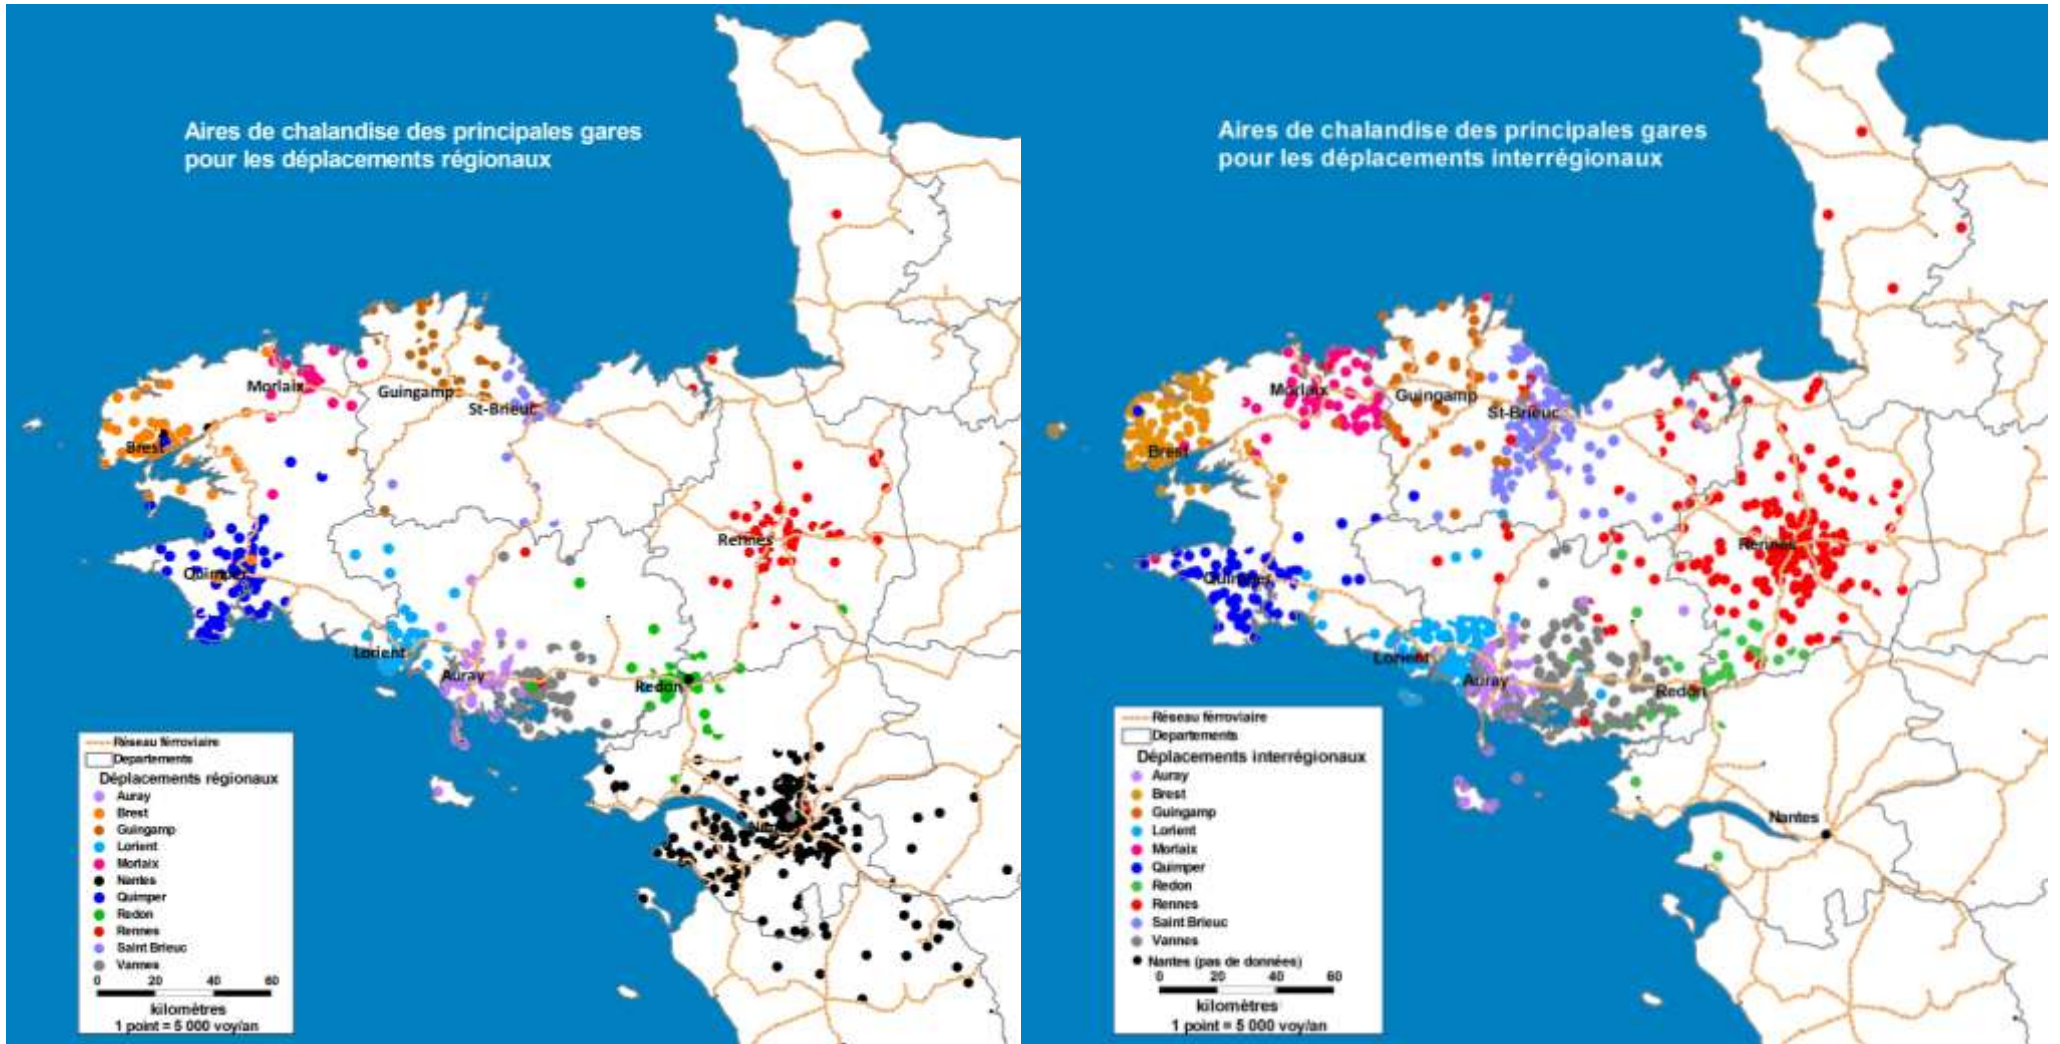 Aires de chalandise des principales gares
pour les déplacements régionaux
Morlaix
Guingamp
St-Brieuc
Brest
Rennes
Quimper
Lorient
Auray
Redon
Réseau férroviaire
Departements
Déplacements régionaux
Auray
Brest
Guingamp
Lorient
Morlaix
Nantes
Quimper
Redon
Rennes
Saint Brieuc
Vannes
0 20 40 60
kilomètres
1 point = 5 000 voy/an
Aires de chalandise des principales gares
pour les déplacements interrégionaux
Morlaix
Guingamp
St-Brieuc
Brest
Rennes
Quimper
Lorient
Auray
Redon
Nantes
Réseau férroviaire
Departements
Déplacements interrégionaux
Auray
Brest
Guingamp
Lorient
Morlaix
Quimper
Redon
Rennes
Saint Brieuc
Vannes
Nantes (pas de données)
0 20 40 60
kilomètres
1 point = 5 000 voy/an